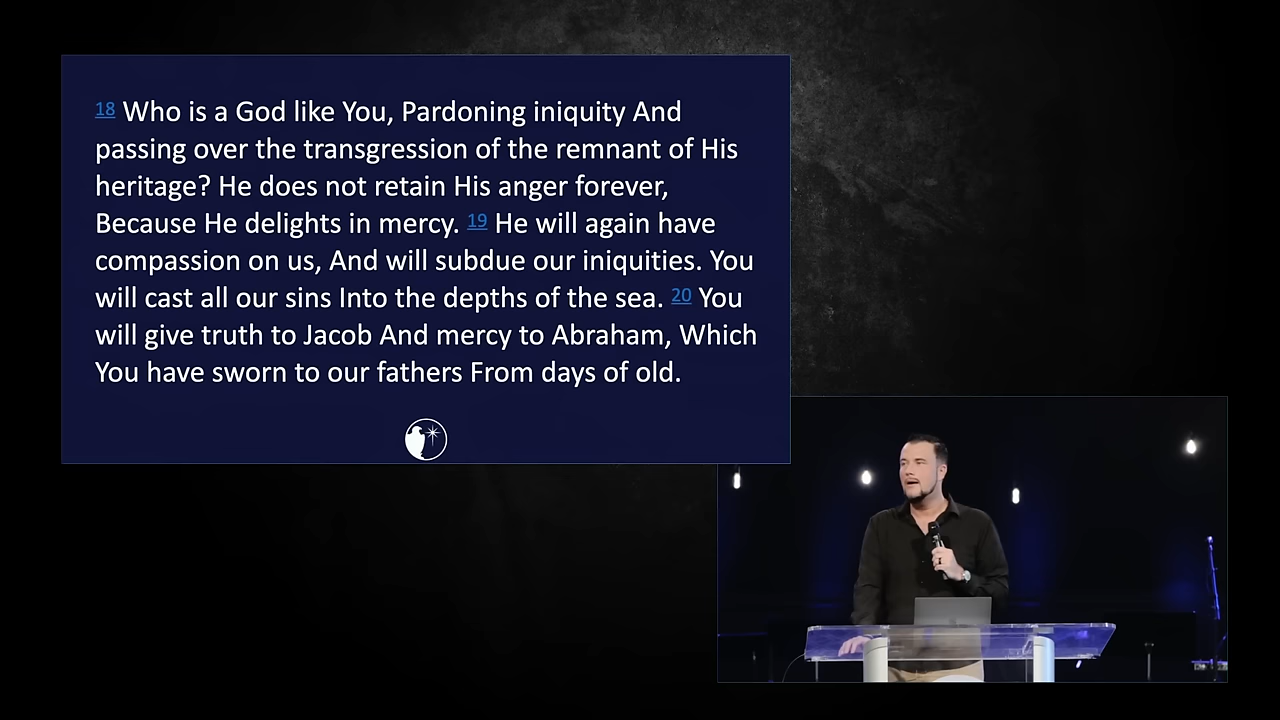 18 Who is a God like You, Pardoning iniquity And
passing over the transgression of the remnant of His
heritage? He does not retain His anger forever,
Because He delights in mercy. 19 He will again have
compassion on us, And will subdue our iniquities. You
will cast all our sins Into the depths of the sea. 20 You
will give truth to Jacob And mercy to Abraham, Which
You have sworn to our fathers From days of old.